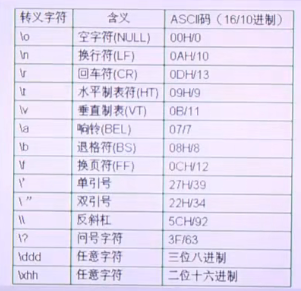 转义字符 含义 ASCII码（16/10进制）
\o 空字符(NULL) 00H/0
\n 换行符(LF) 0AH/10
\r 回车符(CR) 0DH/13
\t 水平制表符(HT) 09H/9
\v 垂直制表(VT) 0B/11
\a 响铃(BEL) 07/7
\b 退格符(BS) 08H/8
\f 换页符(FF) 0CH/12
\' 单引号 27H/39
\" 双引号 22H/34
\\ 反斜杠 5CH/92
\? 问号字符 3F/63
\ddd 任意字符 三位八进制
\xhh 任意字符 二位十六进制